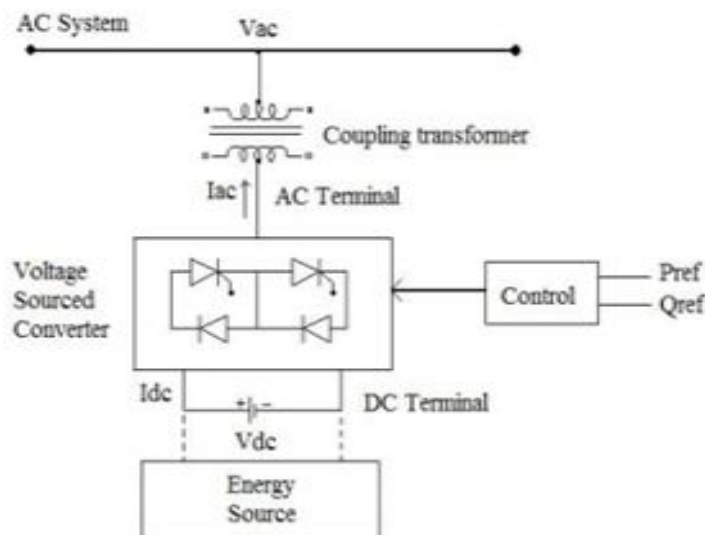 AC System
Vac
Coupling transformer
Iac
AC Terminal
Voltage
Sourced
Converter
Control
Pref
Qref
Idc
+
−
DC Terminal
Vdc
Energy
Source